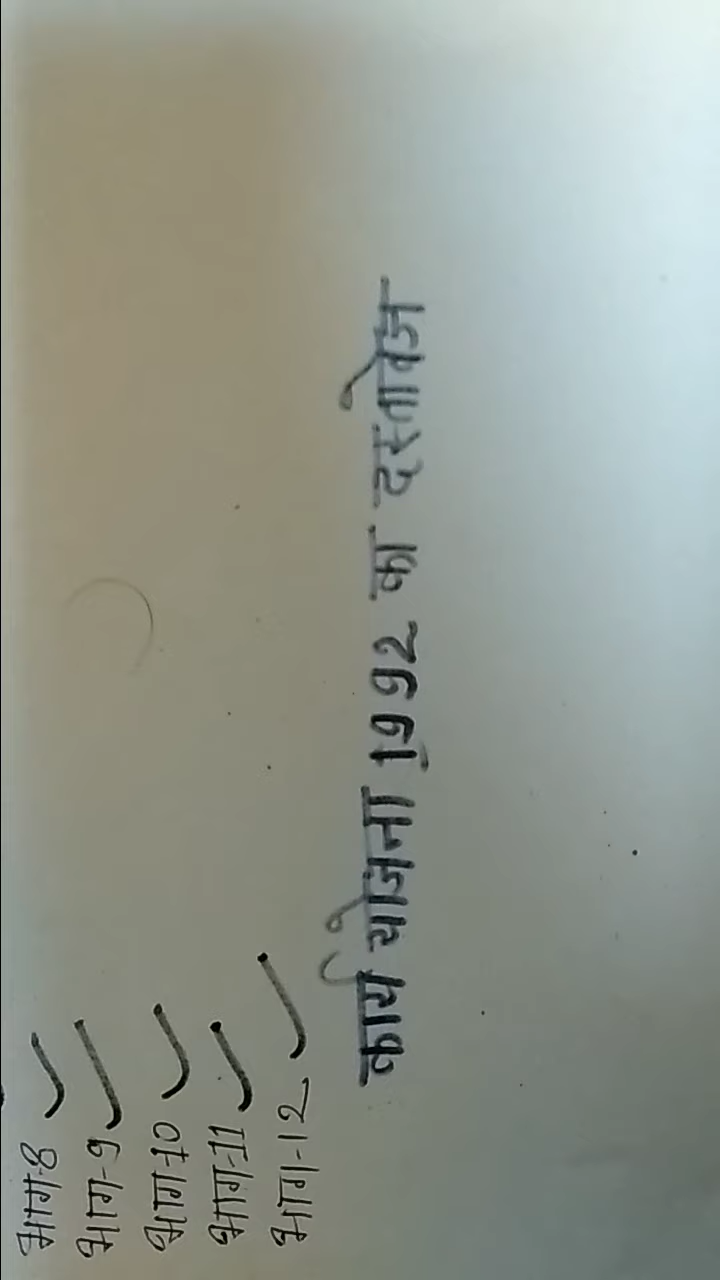 भाग 8
भाग-9
भाग 10
भाग-11
भाग-12
कार्य योजना 1992 का दस्तावेज